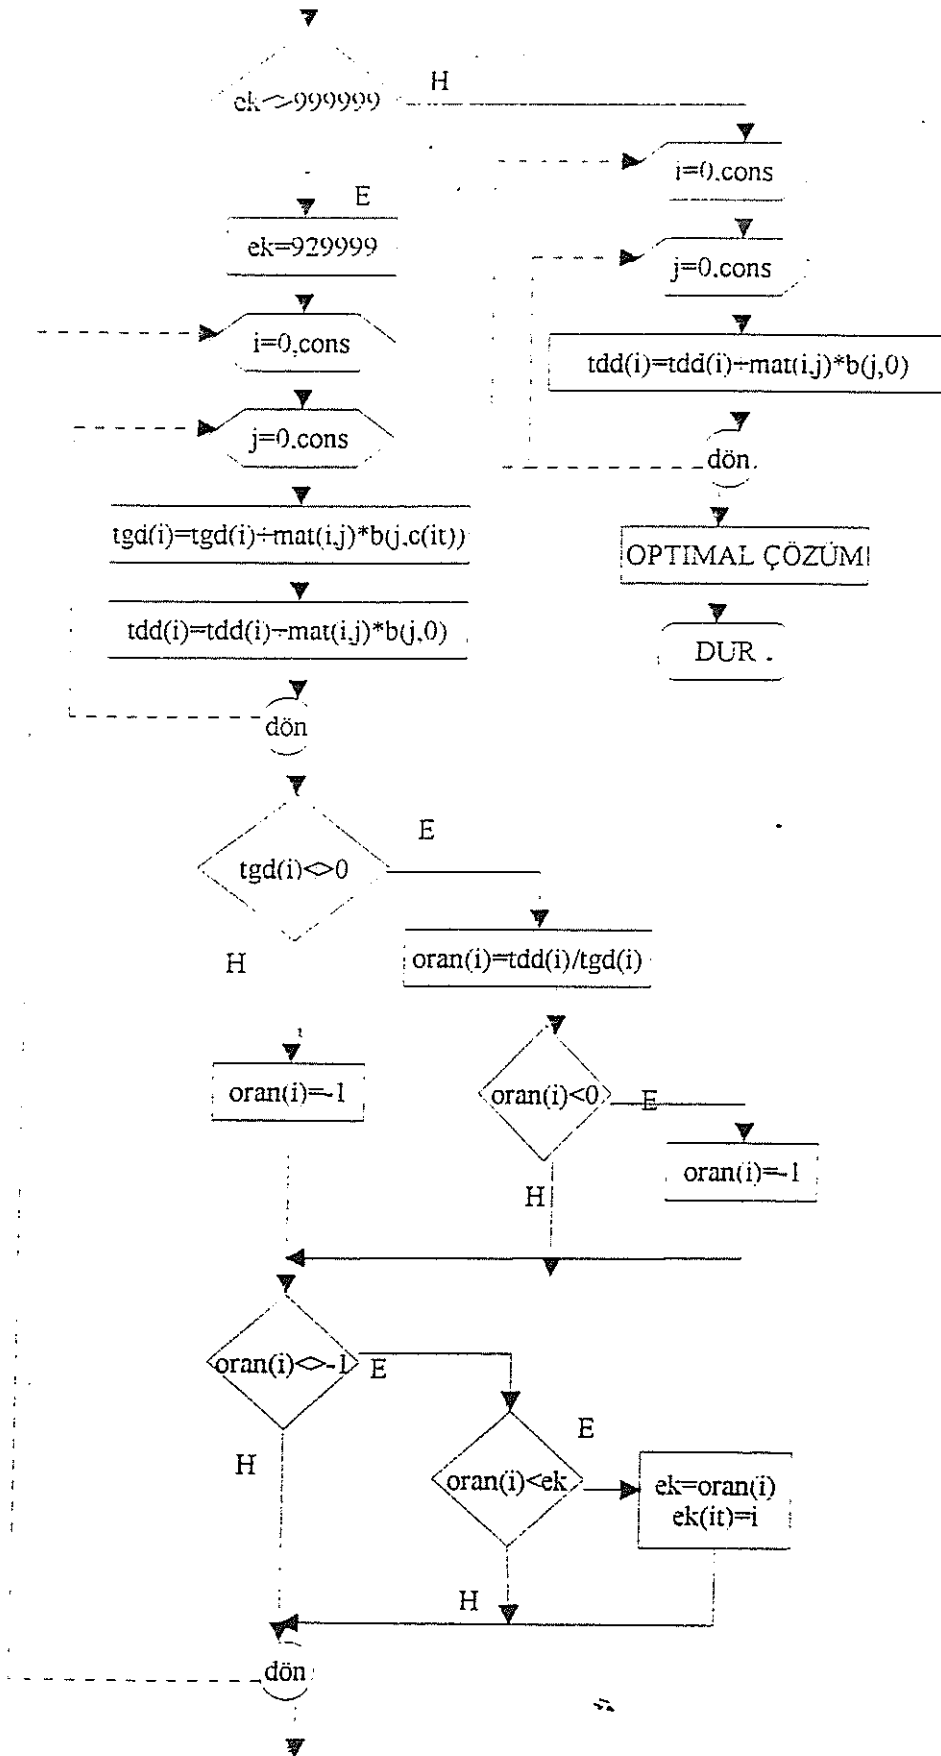 ek<>999999
H
i=0,cons
E
ek=929999
j=0.cons
i=0,cons
tdd(i)=tdd(i)÷mat(i,j)*b(j,0)
j=0.cons
dön
tgd(i)=tgd(i)÷mat(i,j)*b(j,c(it))
OPTIMAL ÇÖZÜM
tdd(i)=tdd(i)-mat(i,j)*b(j,0)
DUR
dön
E
tgd(i)<>0
H
oran(i)=tdd(i)/tgd(i)
oran(i)=-1
oran(i)<0
E
oran(i)=-1
H
oran(i)<>-1
E
E
H
oran(i)<ek
ek=oran(i)
ek(it)=i
H
dön